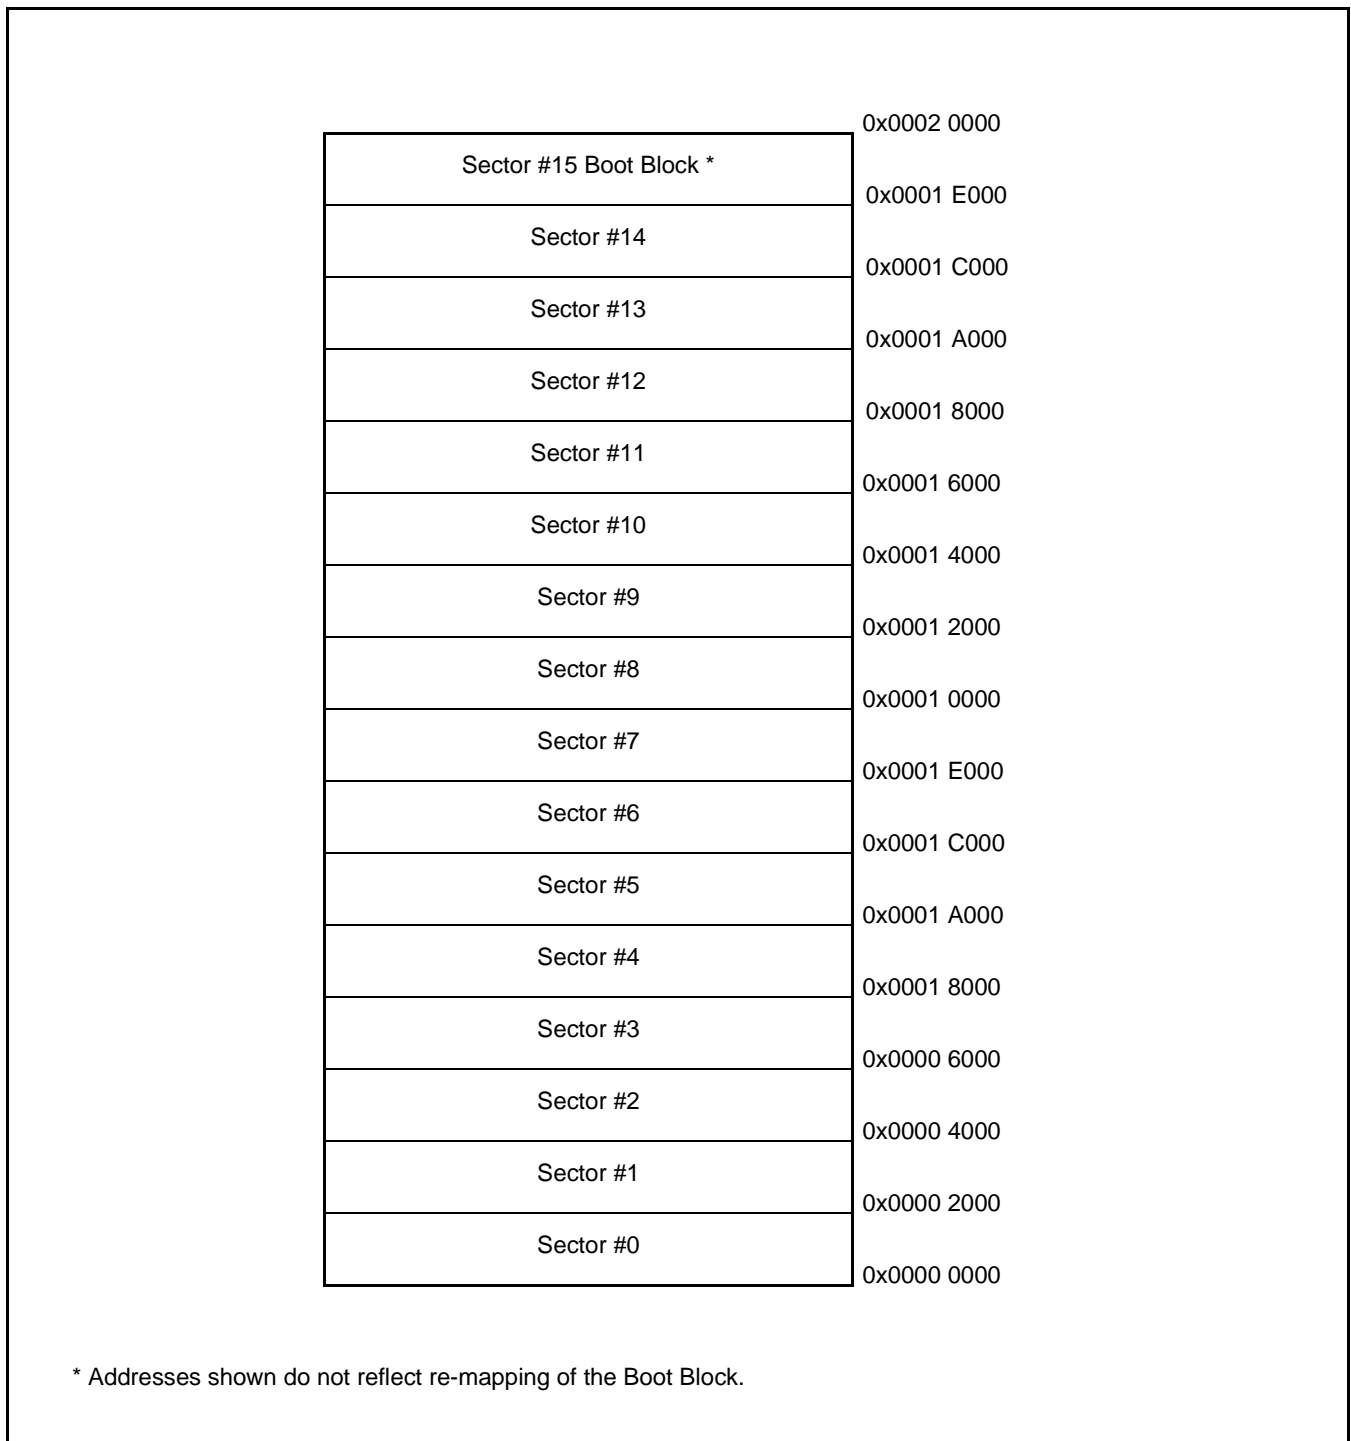 0x0002 0000
Sector #15 Boot Block *
0x0001 E000
Sector #14
0x0001 C000
Sector #13
0x0001 A000
Sector #12
0x0001 8000
Sector #11
0x0001 6000
Sector #10
0x0001 4000
Sector #9
0x0001 2000
Sector #8
0x0001 0000
Sector #7
0x0001 E000
Sector #6
0x0001 C000
Sector #5
0x0001 A000
Sector #4
0x0001 8000
Sector #3
0x0000 6000
Sector #2
0x0000 4000
Sector #1
0x0000 2000
Sector #0
0x0000 0000
* Addresses shown do not reflect re-mapping of the Boot Block.